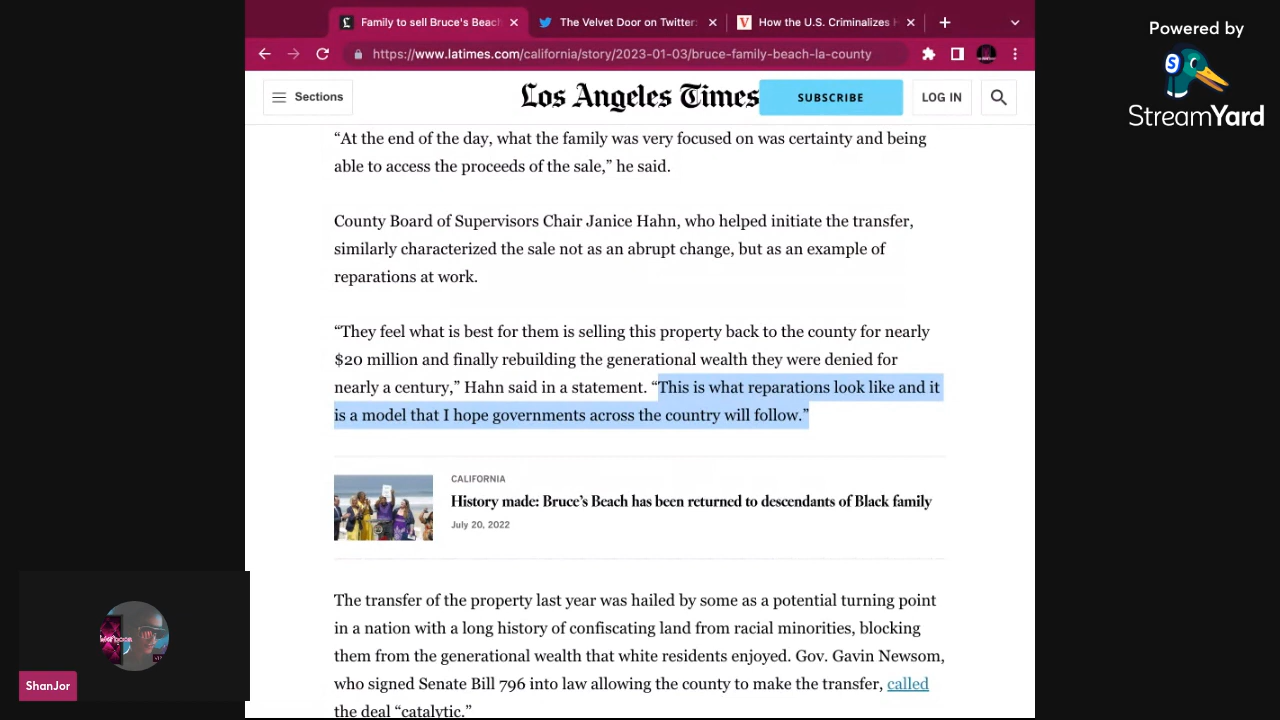 Family to sell Bruce's Beach
The Velvet Door on Twitter:
How the U.S. Criminalizes H
Powered by
StreamYard
https://www.latimes.com/california/story/2023-01-03/bruce-family-beach-la-county
Sections
Los Angeles Times
SUBSCRIBE
LOG IN
“At the end of the day, what the family was very focused on was certainty and being
able to access the proceeds of the sale,” he said.
County Board of Supervisors Chair Janice Hahn, who helped initiate the transfer,
similarly characterized the sale not as an abrupt change, but as an example of
reparations at work.
“They feel what is best for them is selling this property back to the county for nearly
$20 million and finally rebuilding the generational wealth they were denied for
nearly a century,” Hahn said in a statement. “This is what reparations look like and it
is a model that I hope governments across the country will follow.”
CALIFORNIA
History made: Bruce’s Beach has been returned to descendants of Black family
July 20, 2022
The transfer of the property last year was hailed by some as a potential turning point
in a nation with a long history of confiscating land from racial minorities, blocking
them from the generational wealth that white residents enjoyed. Gov. Gavin Newsom,
who signed Senate Bill 796 into law allowing the county to make the transfer, called
the deal “catalytic.”
ShanJor